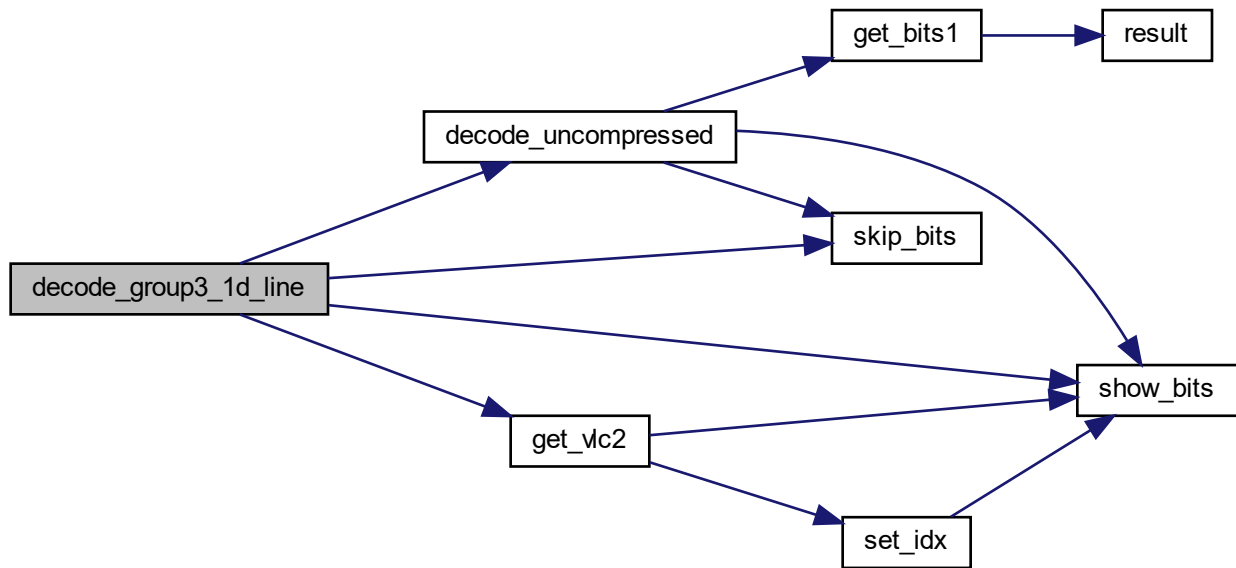 get_bits1
result
decode_uncompressed
skip_bits
decode_group3_1d_line
show_bits
get_vlc2
set_idx